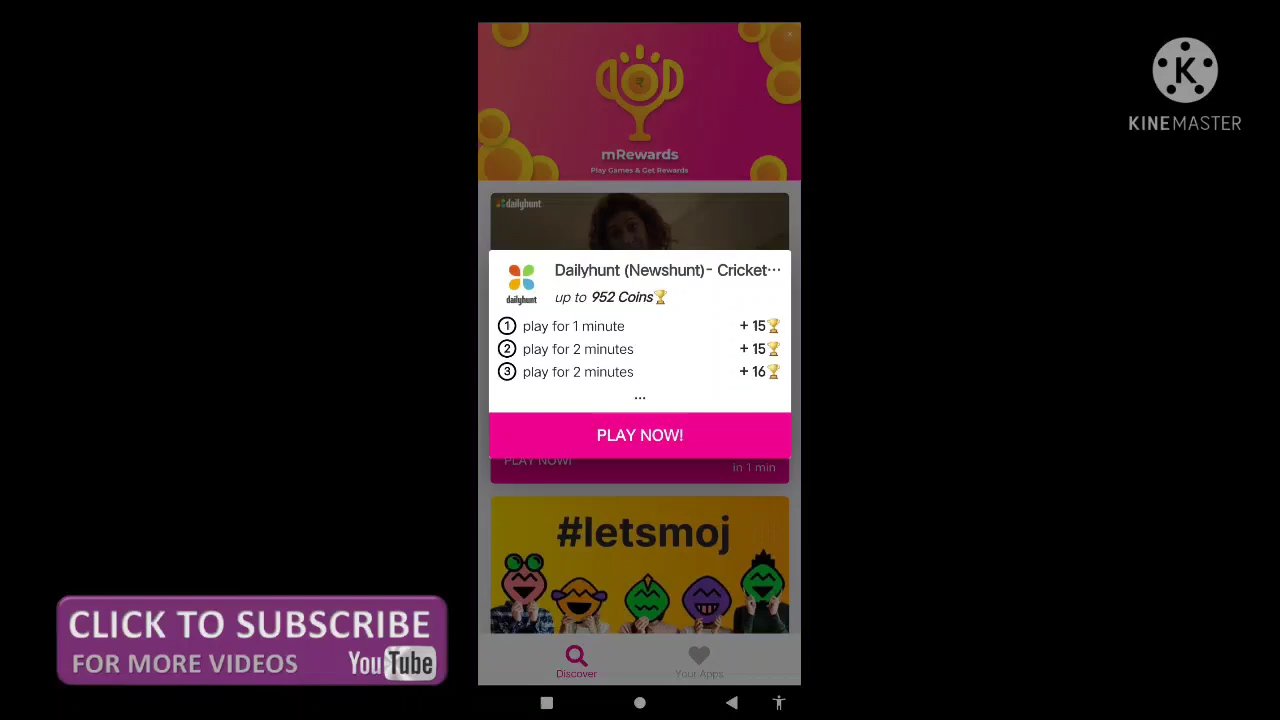 KINEMASTER
mRewards
Play Games & Get Rewards
dailyhunt
Dailyhunt (Newshunt)- Cricket...
dailyhunt
up to 952 Coins
1 play for 1 minute + 15
2 play for 2 minutes + 15
3 play for 2 minutes + 16
...
PLAY NOW!
PLAY NOW!
in 1 min
#letsmoj
CLICK TO SUBSCRIBE
FOR MORE VIDEOS YouTube
Discover
Your Apps